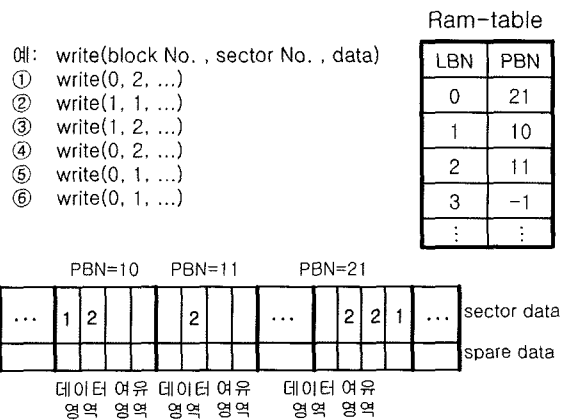 Ram-table
예: write(block No. , sector No. , data)
① write(0, 2, ...)
② write(1, 1, ...)
③ write(1, 2, ...)
④ write(0, 2, ...)
⑤ write(0, 1, ...)
⑥ write(0, 1, ...)
LBN PBN
0 21
1 10
2 11
3 -1
⋮ ⋮
PBN=10 PBN=11 PBN=21
... 1 2 2 ... 2 2 1 ... sector data
spare data
데이터 여유 데이터 여유 데이터 여유
영역 영역 영역 영역 영역 영역